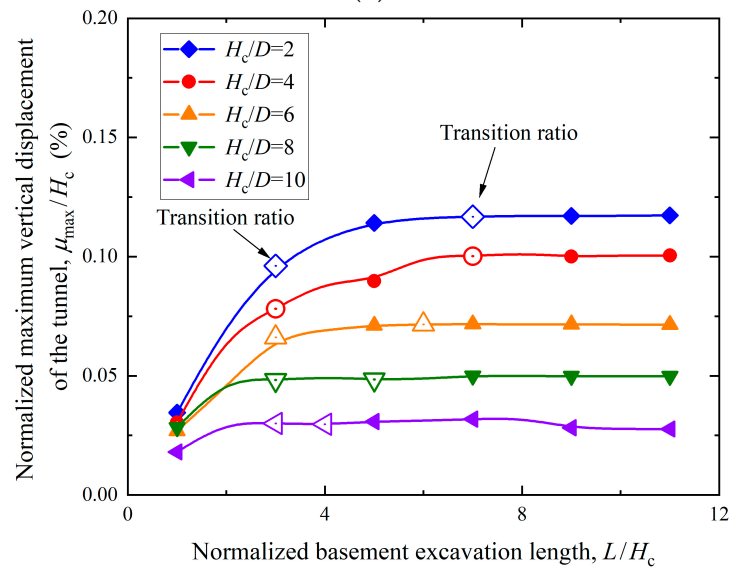 0.20
0.15
0.10
0.05
0.00
0
4
8
12
Normalized maximum vertical displacement
of the tunnel, μmax/Hc (%)
Hc/D=2
Hc/D=4
Hc/D=6
Hc/D=8
Hc/D=10
Transition ratio
Transition ratio
Normalized basement excavation length, L/Hc